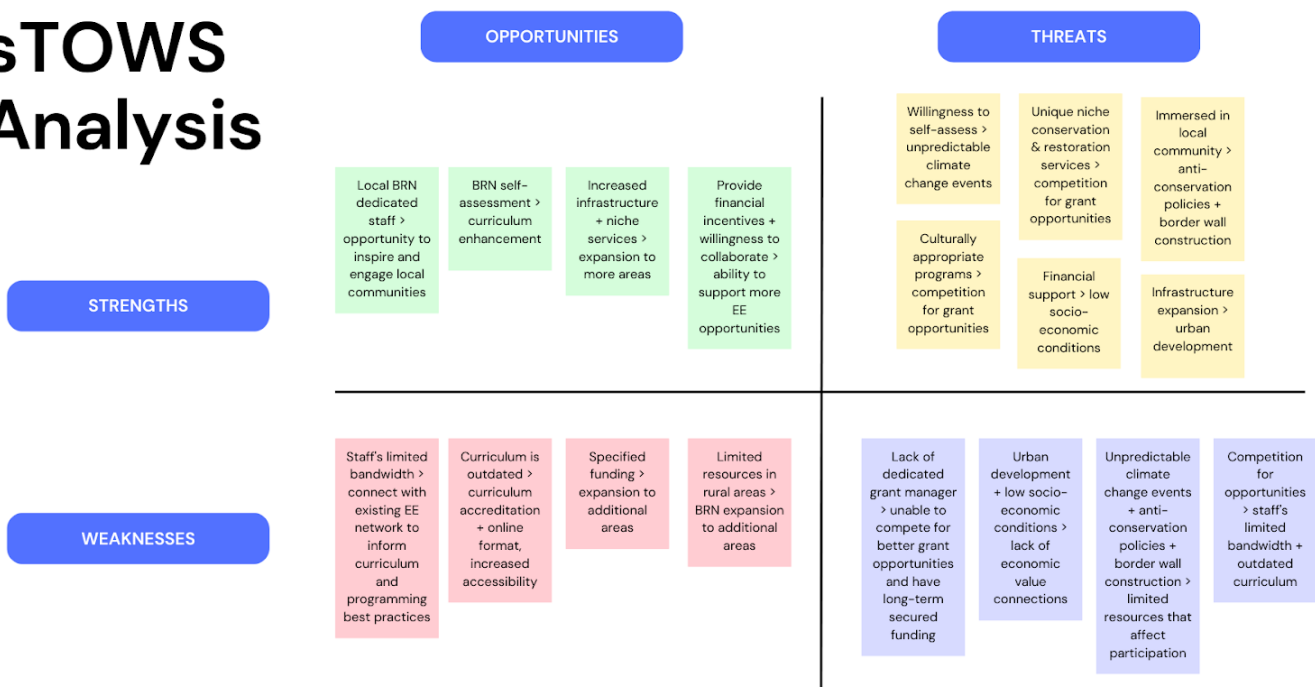 sTOWS
Analysis
OPPORTUNITIES
THREATS
STRENGTHS
Local BRN
dedicated
staff >
opportunity to
inspire and
engage local
communities
BRN self-
assessment >
curriculum
enhancement
Increased
infrastructure
+ niche
services >
expansion to
more areas
Provide
financial
incentives +
willingness to
collaborate >
ability to
support more
EE
opportunities
Willingness to
self-assess >
unpredictable
climate
change events
Unique niche
conservation
& restoration
services >
competition
for grant
opportunities
Immersed in
local
community >
anti-
conservation
policies +
border wall
construction
Culturally
appropriate
programs >
competition
for grant
opportunities
Financial
support > low
socio-
economic
conditions
Infrastructure
expansion >
urban
development
WEAKNESSES
Staff's limited
bandwidth >
connect with
existing EE
network to
inform
curriculum
and
programming
best practices
Curriculum is
outdated >
curriculum
accreditation
+ online
format,
increased
accessibility
Specified
funding >
expansion to
additional
areas
Limited
resources in
rural areas >
BRN expansion
to additional
areas
Lack of
dedicated
grant manager
> unable to
compete for
better grant
opportunities
and have
long-term
secured
funding
Urban
development
+ low socio-
economic
conditions >
lack of
economic
value
connections
Unpredictable
climate
change events
+ anti-
conservation
policies +
border wall
construction >
limited
resources that
affect
participation
Competition
for
opportunities
> staff's
limited
bandwidth +
outdated
curriculum